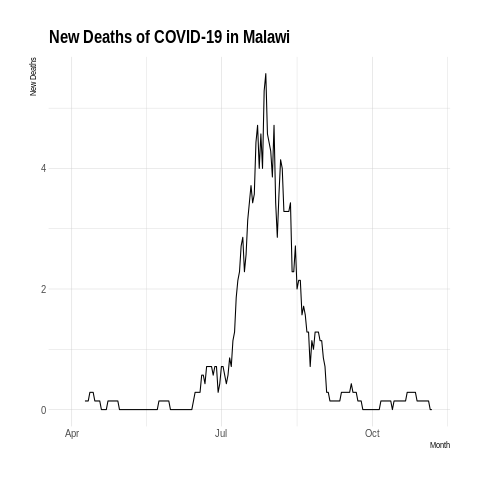 New Deaths of COVID-19 in Malawi
New Deaths
4
2
0
Apr
Jul
Oct
Month